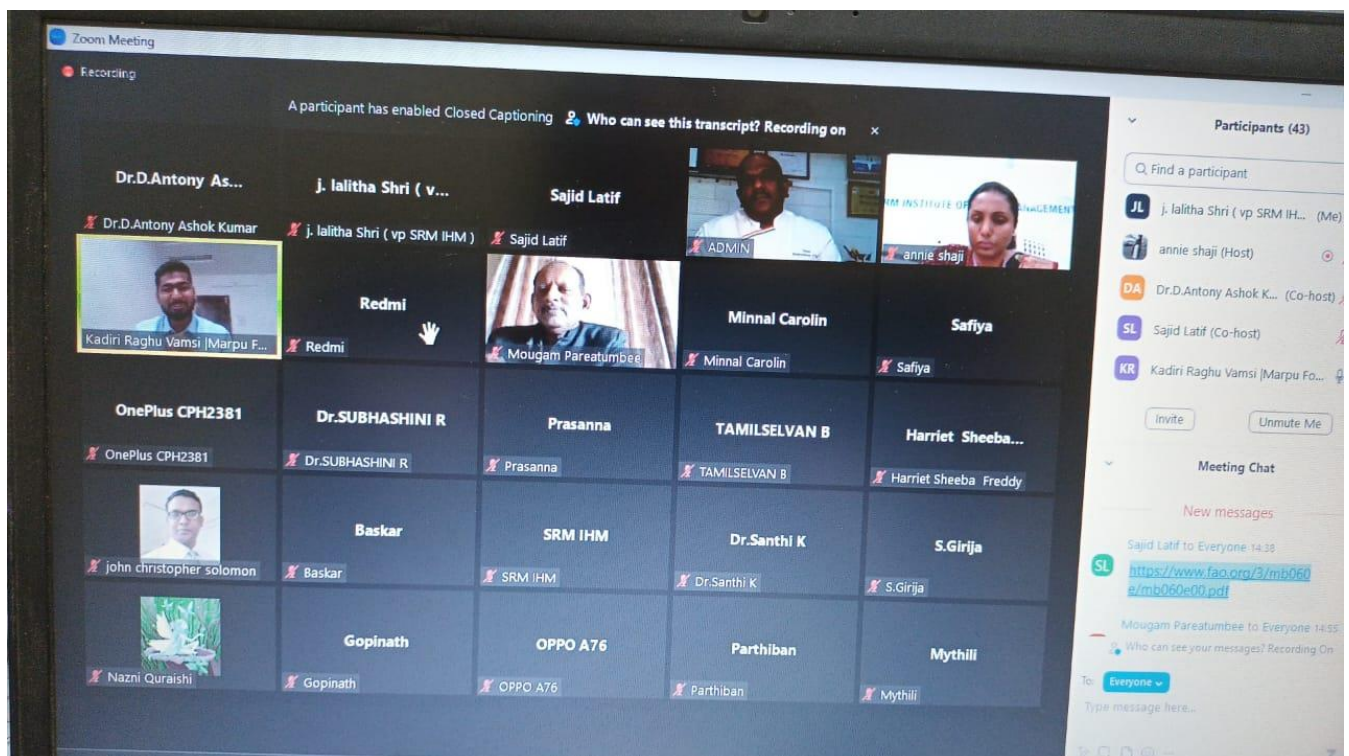 Zoom Meeting
Recording
A participant has enabled Closed Captioning Who can see this transcript? Recording on ×
Dr.D.Antony As...
Dr.D.Antony Ashok Kumar
j. lalitha Shri ( v...
j. lalitha Shri ( vp SRM IHM )
Sajid Latif
Sajid Latif
ADMIN
RM INSTITUTE OF
NAGEMENT
annie shaji
Kadiri Raghu Vamsi |Marpu F...
Redmi
Redmi
Mougam Pareatumbee
Minnal Carolin
Minnal Carolin
Safiya
Safiya
OnePlus CPH2381
OnePlus CPH2381
Dr.SUBHASHINI R
Dr.SUBHASHINI R
Prasanna
Prasanna
TAMILSELVAN B
TAMILSELVAN B
Harriet Sheeba...
Harriet Sheeba Freddy
john christopher solomon
Baskar
Baskar
SRM IHM
SRM IHM
Dr.Santhi K
Dr.Santhi K
S.Girija
S.Girija
Nazni Quraishi
Gopinath
Gopinath
OPPO A76
OPPO A76
Parthiban
Parthiban
Mythili
Mythili
Participants (43)
Find a participant
JL j. lalitha Shri ( vp SRM IH... (Me)
annie shaji (Host)
DA Dr.D.Antony Ashok K... (Co-host)
SL Sajid Latif (Co-host)
KR Kadiri Raghu Vamsi |Marpu Fo...
Invite Unmute Me
Meeting Chat
New messages
Sajid Latif to Everyone 14:38
SL https://www.fao.org/3/mb060
e/mb060e00.pdf
Mougam Pareatumbee to Everyone 14:55
Who can see your messages? Recording On
To: Everyone
Type message here...